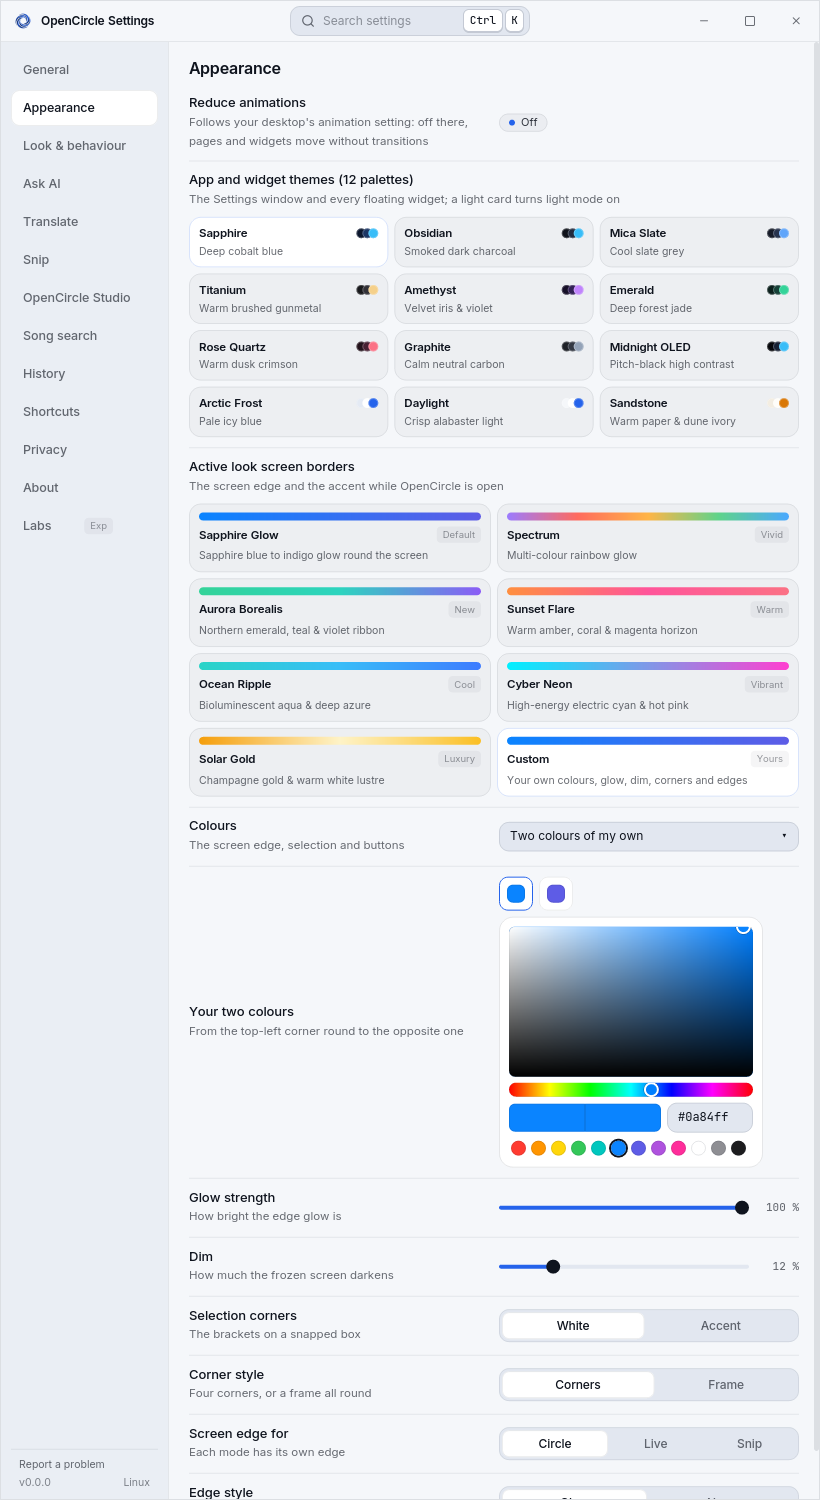 OpenCircle Settings
Search settings
Ctrl K
General
Appearance
Look & behaviour
Ask AI
Translate
Snip
OpenCircle Studio
Song search
History
Shortcuts
Privacy
About
Labs Exp
Report a problem
v0.0.0 Linux
Appearance
Reduce animations
Follows your desktop's animation setting: off there,
pages and widgets move without transitions
Off
App and widget themes (12 palettes)
The Settings window and every floating widget; a light card turns light mode on
Sapphire
Deep cobalt blue
Obsidian
Smoked dark charcoal
Mica Slate
Cool slate grey
Titanium
Warm brushed gunmetal
Amethyst
Velvet iris & violet
Emerald
Deep forest jade
Rose Quartz
Warm dusk crimson
Graphite
Calm neutral carbon
Midnight OLED
Pitch-black high contrast
Arctic Frost
Pale icy blue
Daylight
Crisp alabaster light
Sandstone
Warm paper & dune ivory
Active look screen borders
The screen edge and the accent while OpenCircle is open
Sapphire Glow Default
Sapphire blue to indigo glow round the screen
Spectrum Vivid
Multi-colour rainbow glow
Aurora Borealis New
Northern emerald, teal & violet ribbon
Sunset Flare Warm
Warm amber, coral & magenta horizon
Ocean Ripple Cool
Bioluminescent aqua & deep azure
Cyber Neon Vibrant
High-energy electric cyan & hot pink
Solar Gold Luxury
Champagne gold & warm white lustre
Custom Yours
Your own colours, glow, dim, corners and edges
Colours
The screen edge, selection and buttons
Two colours of my own
Your two colours
From the top-left corner round to the opposite one
#0a84ff
Glow strength
How bright the edge glow is
100 %
Dim
How much the frozen screen darkens
12 %
Selection corners
The brackets on a snapped box
White Accent
Corner style
Four corners, or a frame all round
Corners Frame
Screen edge for
Each mode has its own edge
Circle Live Snip
Edge style